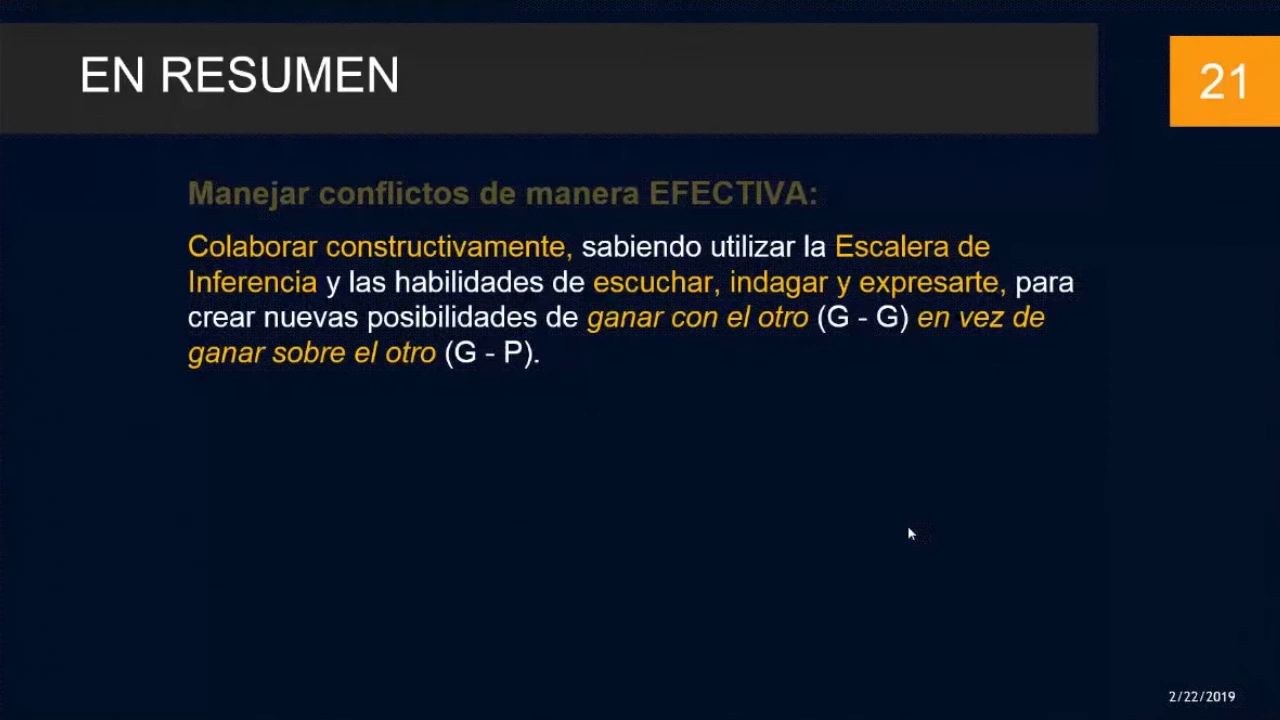 EN RESUMEN
21
Manejar conflictos de manera EFECTIVA:
Colaborar constructivamente, sabiendo utilizar la Escalera de
Inferencia y las habilidades de escuchar, indagar y expresarte, para
crear nuevas posibilidades de ganar con el otro (G - G) en vez de
ganar sobre el otro (G - P).
2/22/2019